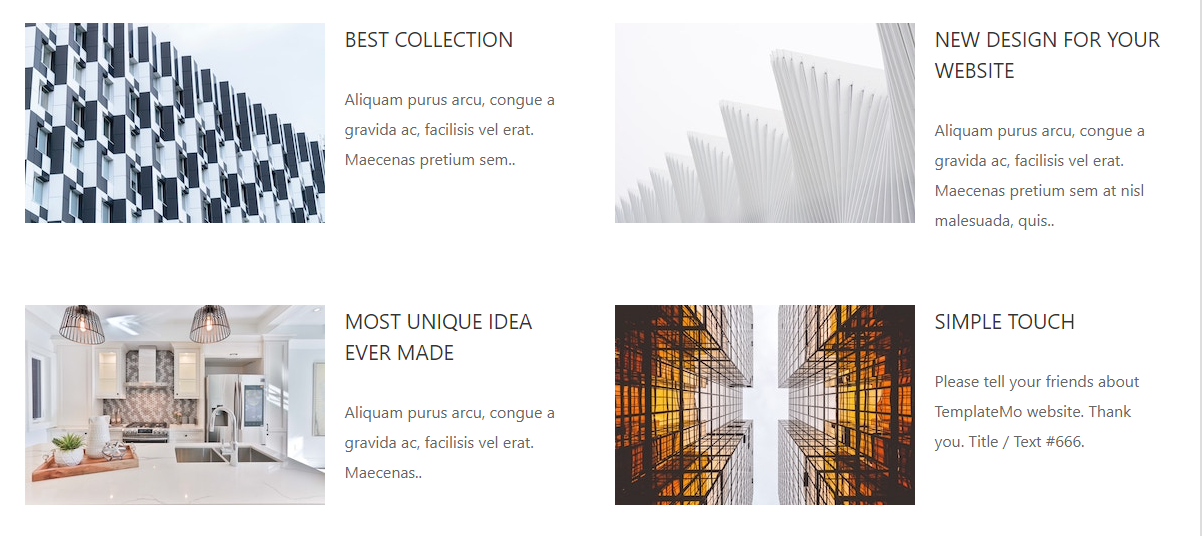 BEST COLLECTION
Aliquam purus arcu, congue a
gravida ac, facilisis vel erat.
Maecenas pretium sem..
NEW DESIGN FOR YOUR
WEBSITE
Aliquam purus arcu, congue a
gravida ac, facilisis vel erat.
Maecenas pretium sem at nisl
malesuada, quis..
MOST UNIQUE IDEA
EVER MADE
Aliquam purus arcu, congue a
gravida ac, facilisis vel erat.
Maecenas..
SIMPLE TOUCH
Please tell your friends about
TemplateMo website. Thank
you. Title / Text #666.